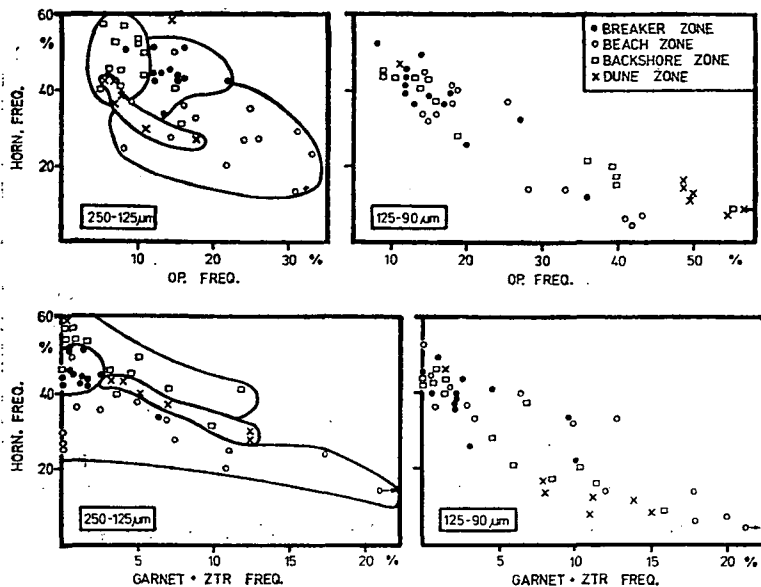 60
%
40
20
HORN. FREQ.
250-125µm
10
20
30
%
OP. FREQ.
125-90µm
10
20
30
40
50
%
OP. FREQ.
BREAKER ZONE
BEACH ZONE
BACKSHORE ZONE
DUNE ZONE
60
%
40
20
HORN. FREQ.
250-125µm
5
10
15
20
%
GARNET + ZTR FREQ.
125-90µm
5
10
15
20
%
GARNET + ZTR FREQ.